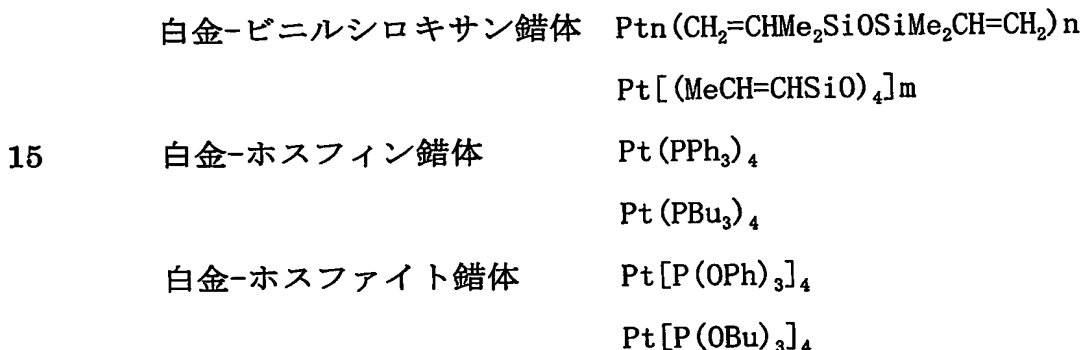 白金-ビニルシロキサン錯体 Ptn(CH₂=CHMe₂SiOSiMe₂CH=CH₂)n
Pt[(MeCH=CHSiO)₄]m
15 白金-ホスフィン錯体 Pt(PPh₃)₄
Pt(PBu₃)₄
白金-ホスファイト錯体 Pt[P(OPh)₃]₄
Pt[P(OBu)₃]₄